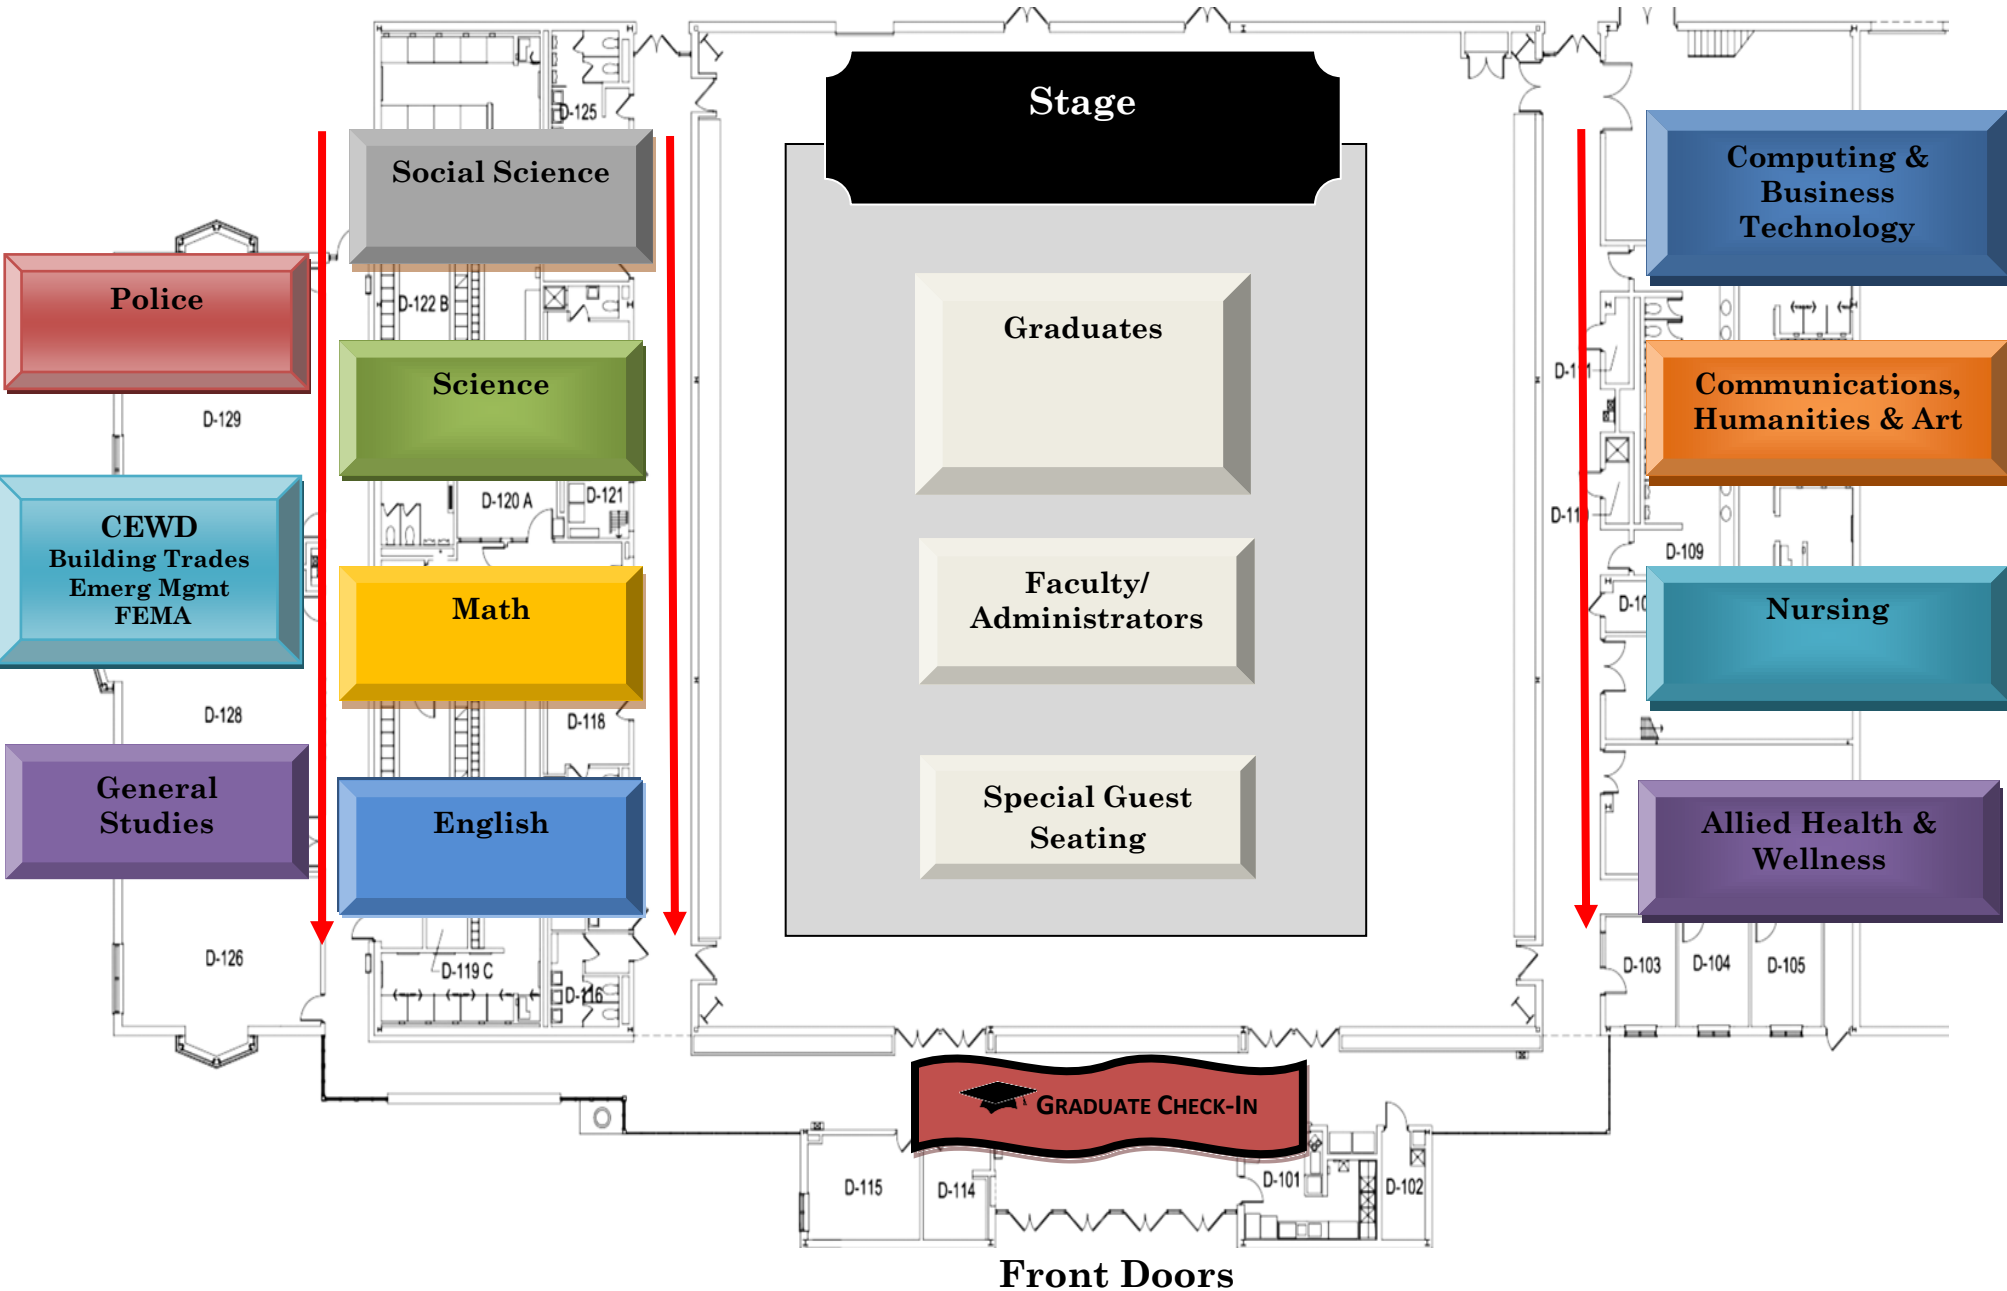 Stage
D-125
Social Science
Computing &
Business
Technology
Police
D-122 B
Graduates
Science
Communications,
Humanities & Art
D-129
CEWD
Building Trades
Emerg Mgmt
FEMA
D-120 A
D-121
D-109
Faculty/
Administrators
Math
Nursing
D-128
D-118
General
Studies
English
Special Guest
Seating
Allied Health &
Wellness
D-126
D-119 C
D-116
D-103
D-104
D-105
GRADUATE CHECK-IN
D-115
D-114
D-101
D-102
Front Doors